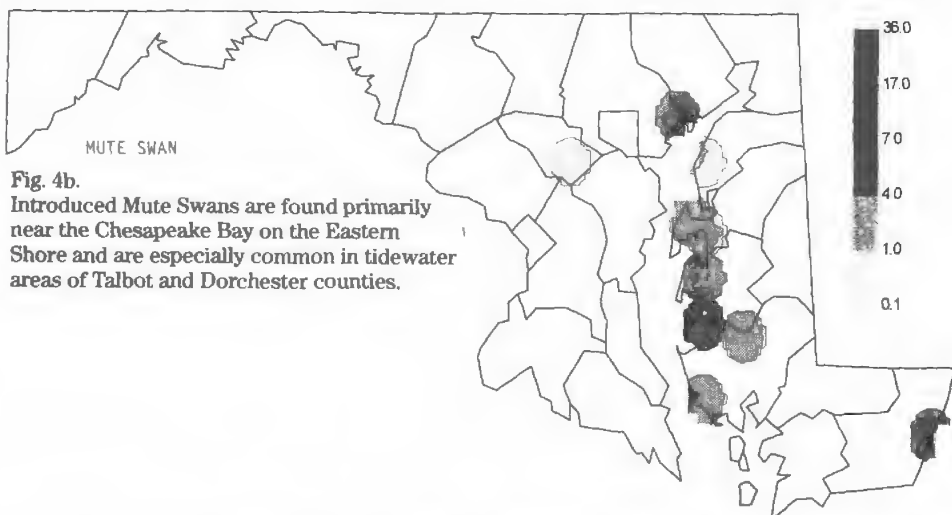 36.0
17.0
7.0
4.0
1.0
0.1
MUTE SWAN
Fig. 4b.
Introduced Mute Swans are found primarily
near the Chesapeake Bay on the Eastern
Shore and are especially common in tidewater
areas of Talbot and Dorchester counties.